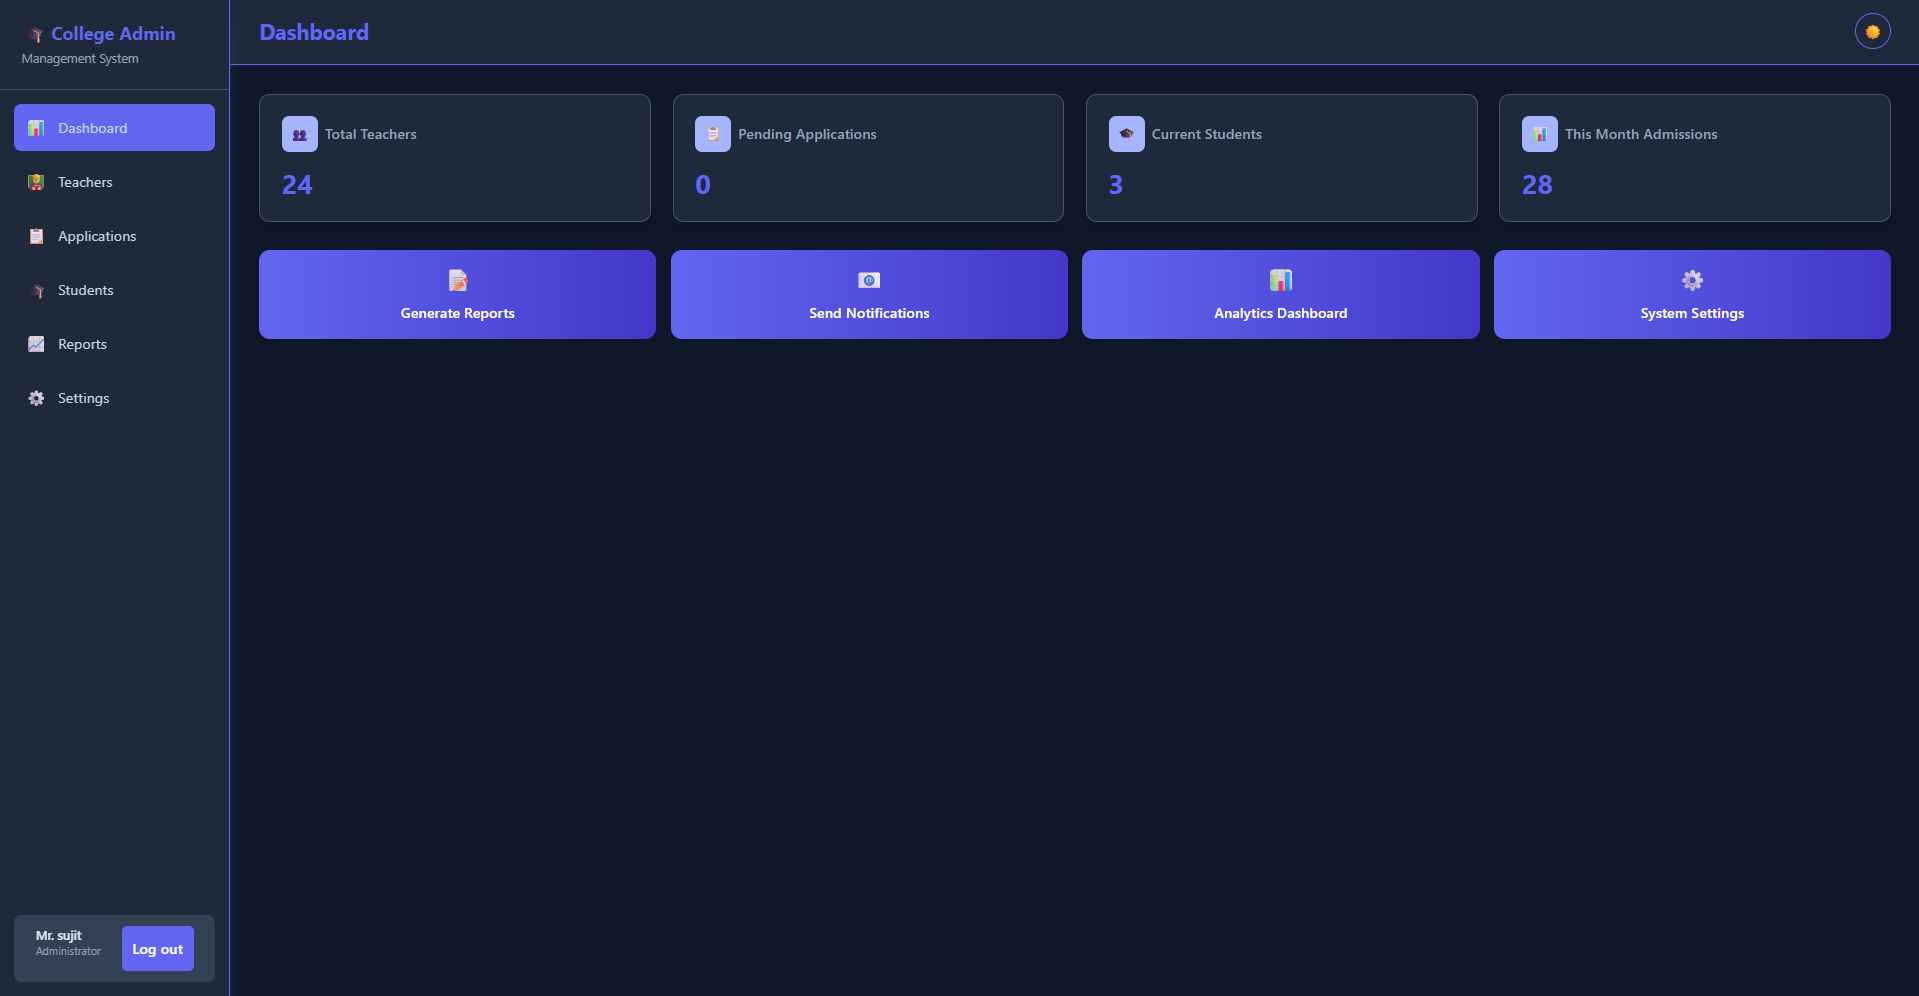 College Admin
Management System
Dashboard
Teachers
Applications
Students
Reports
Settings
Mr. sujit
Administrator
Log out
Dashboard
Total Teachers
24
Pending Applications
0
Current Students
3
This Month Admissions
28
Generate Reports
Send Notifications
Analytics Dashboard
System Settings